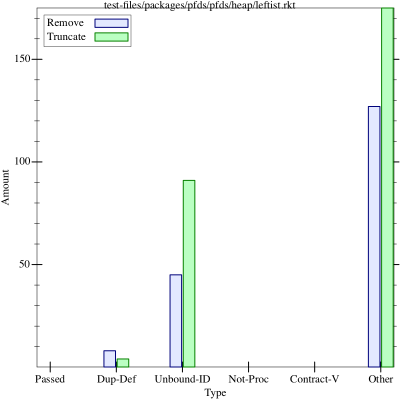 test-files/packages/pfds/pfds/heap/leftist.rkt
Remove
Truncate
150
100
50
Amount
Passed Dup-Def Unbound-ID Not-Proc Contract-V Other
Type